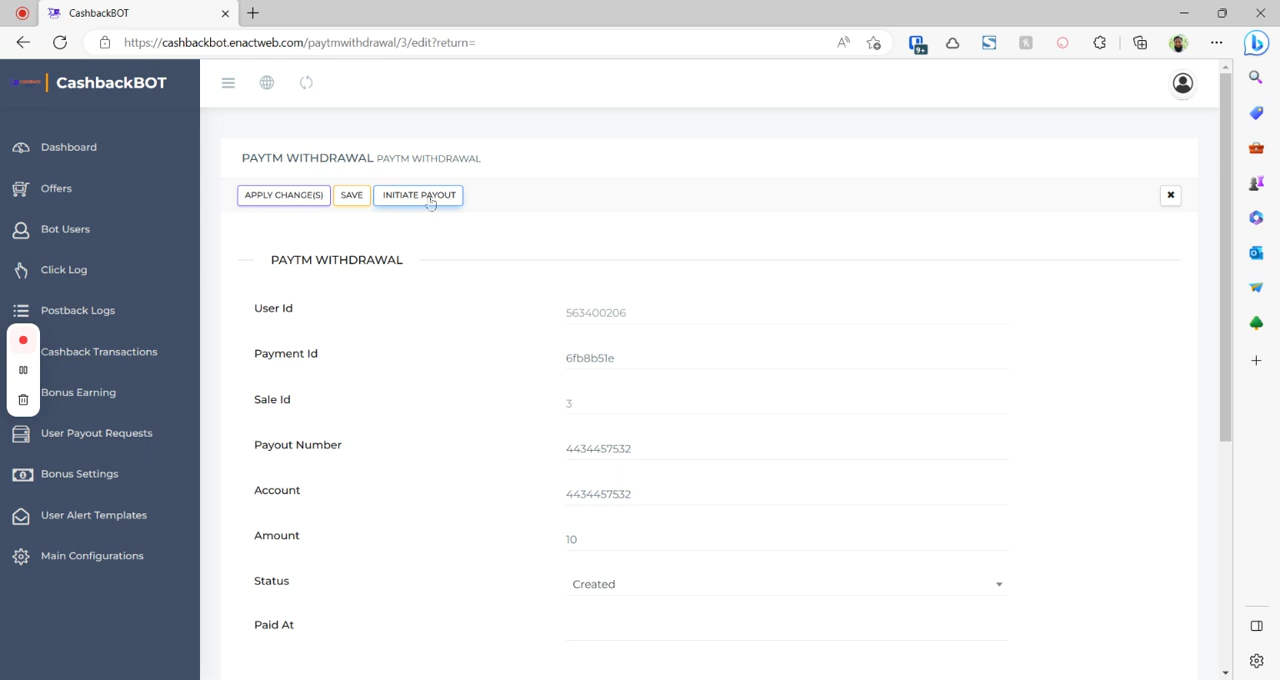 CashbackBOT
https://cashbackbot.enactweb.com/paytmwithdrawal/3/edit?return=
9+
CashbackBOT
Dashboard
Offers
Bot Users
Click Log
Postback Logs
Cashback Transactions
Bonus Earning
User Payout Requests
Bonus Settings
User Alert Templates
Main Configurations
PAYTM WITHDRAWAL PAYTM WITHDRAWAL
APPLY CHANGE(S) SAVE INITIATE PAYOUT
PAYTM WITHDRAWAL
User Id 563400206
Payment Id 6fb8b51e
Sale Id 3
Payout Number 4434457532
Account 4434457532
Amount 10
Status Created
Paid At